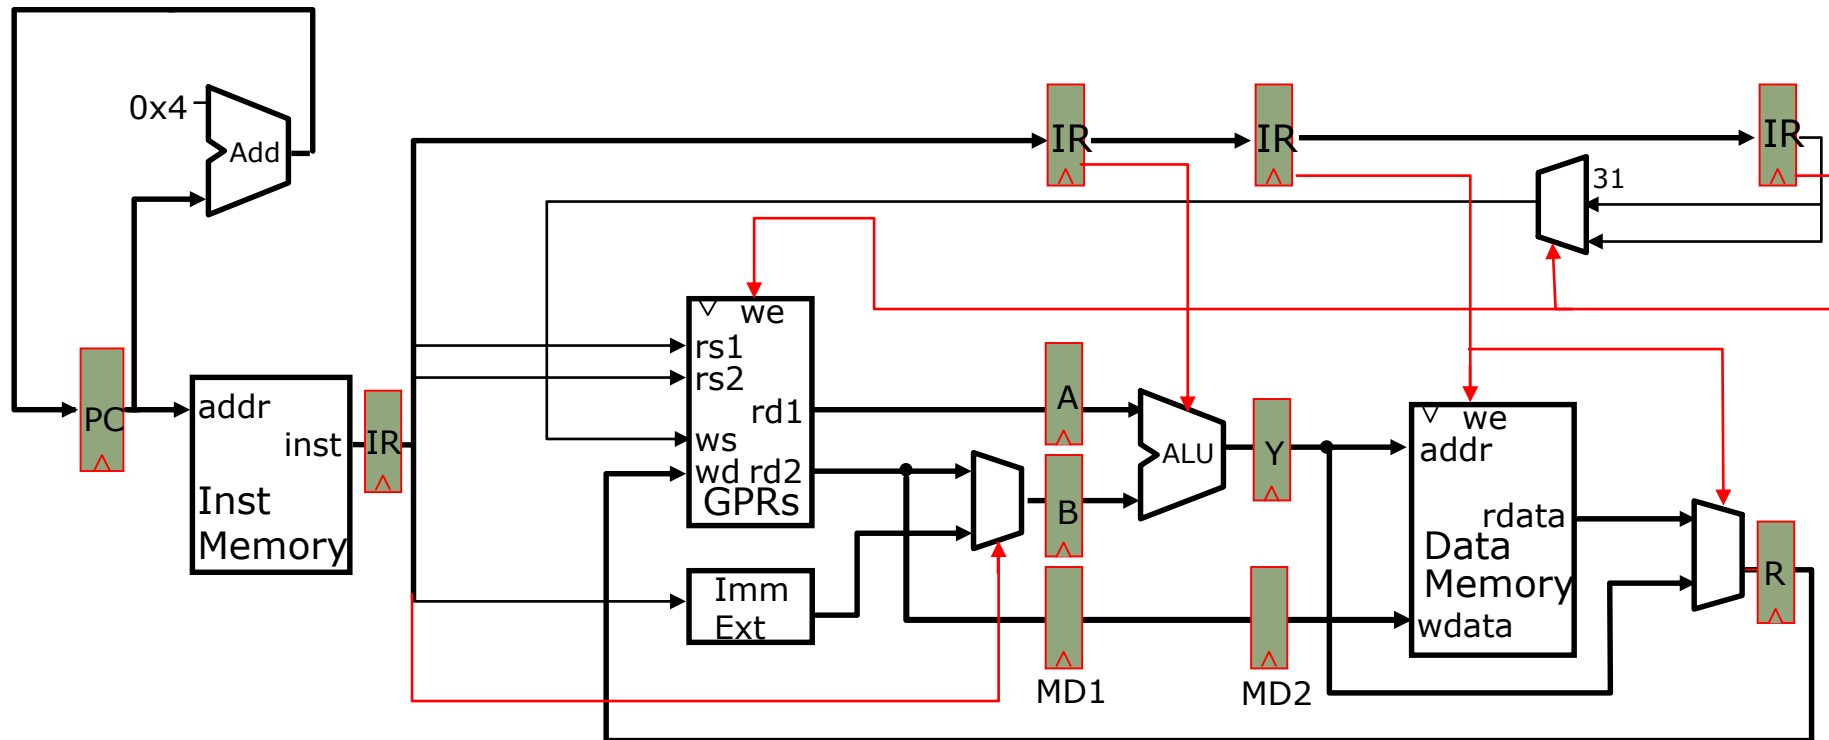 0x4
Add
IR
IR
IR
31
we
rs1
rs2
rd1
ws
wd rd2
GPRs
PC
addr
inst
Inst
Memory
IR
A
B
ALU
Y
we
addr
rdata
Data
Memory
wdata
R
Imm
Ext
MD1
MD2